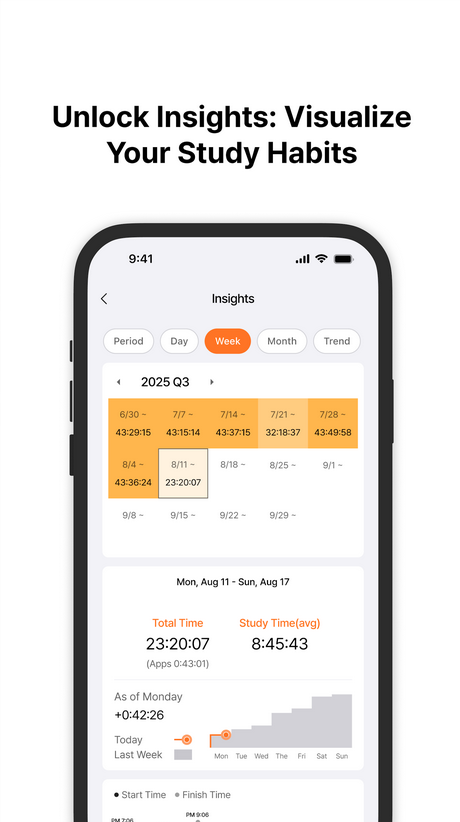 Unlock Insights: Visualize
Your Study Habits
9:41
Insights
Period Day Week Month Trend
2025 Q3
6/30 ~ 7/7 ~ 7/14 ~ 7/21 ~ 7/28 ~
43:29:15 43:15:14 43:37:15 32:18:37 43:49:58
8/4 ~ 8/11 ~ 8/18 ~ 8/25 ~ 9/1 ~
43:36:24 23:20:07
9/8 ~ 9/15 ~ 9/22 ~ 9/29 ~
Mon, Aug 11 - Sun, Aug 17
Total Time Study Time(avg)
23:20:07 8:45:43
(Apps 0:43:01)
As of Monday
+0:42:26
Today
Last Week
Mon Tue Wed The Fri Sat Sun
Start Time Finish Time
PM 9:06
PM 7:06